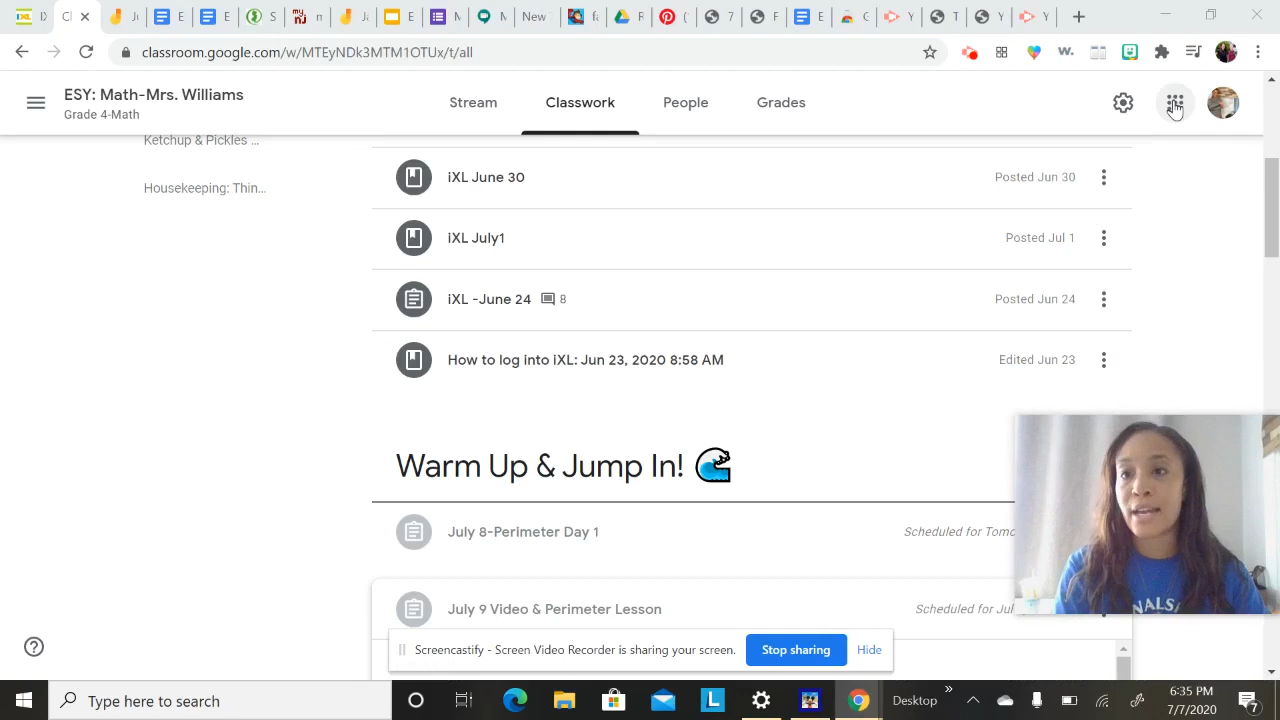 classroom.google.com/w/MTEyNDk3MTM1OTUx/t/all
ESY: Math-Mrs. Williams
Grade 4-Math
Stream
Classwork
People
Grades
Ketchup & Pickles ...
Housekeeping: Thin...
iXL June 30
Posted Jun 30
iXL July1
Posted Jul 1
iXL -June 24
8
Posted Jun 24
How to log into iXL: Jun 23, 2020 8:58 AM
Edited Jun 23
Warm Up & Jump In!
July 8-Perimeter Day 1
Scheduled for Tomo
July 9 Video & Perimeter Lesson
Scheduled for Jul
Screencastify - Screen Video Recorder is sharing your screen.
Stop sharing
Hide
Type here to search
Desktop
6:35 PM
7/7/2020
7